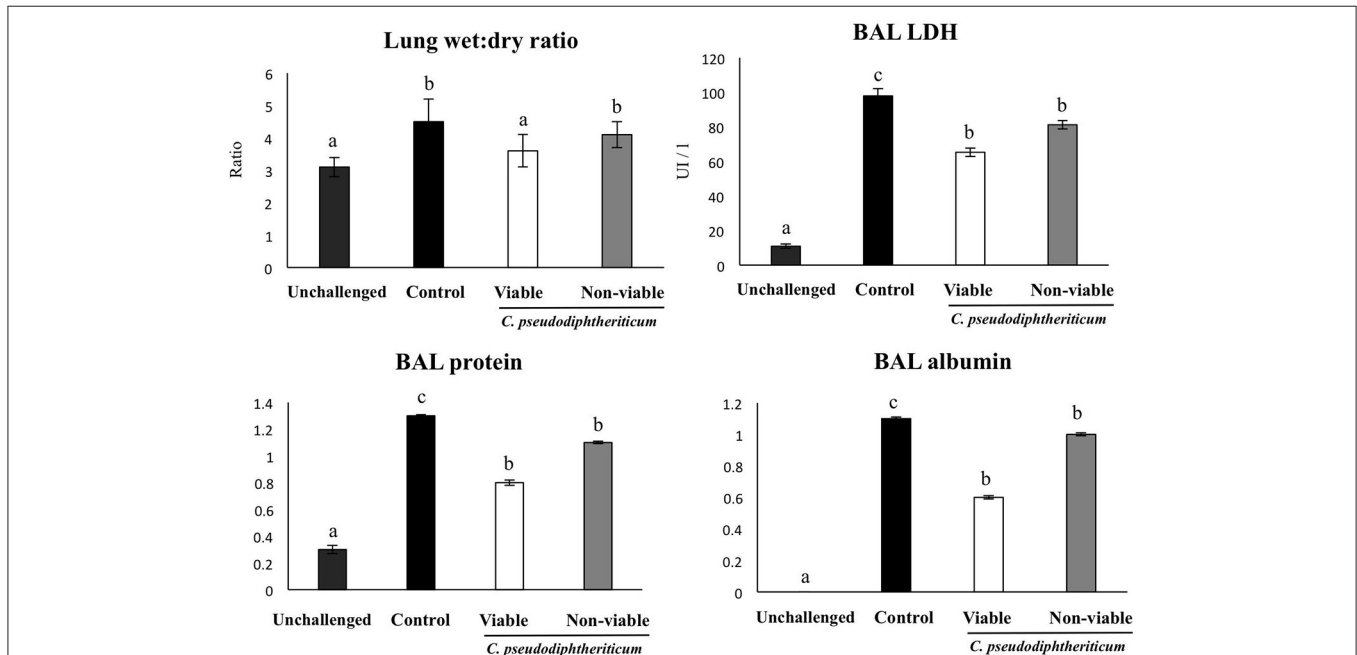 Lung wet:dry ratio
6
5
4
3
2
1
0
Ratio
a
b
a
b
Unchallenged Control Viable Non-viable
C. pseudodiphtheriticum
BAL LDH
120
100
80
60
40
20
0
UI / l
a
c
b
b
Unchallenged Control Viable Non-viable
C. pseudodiphtheriticum
BAL protein
1.4
1.2
1
0.8
0.6
0.4
0.2
0
a
c
b
b
Unchallenged Control Viable Non-viable
C. pseudodiphtheriticum
BAL albumin
1.2
1
0.8
0.6
0.4
0.2
0
a
c
b
b
Unchallenged Control Viable Non-viable
C. pseudodiphtheriticum